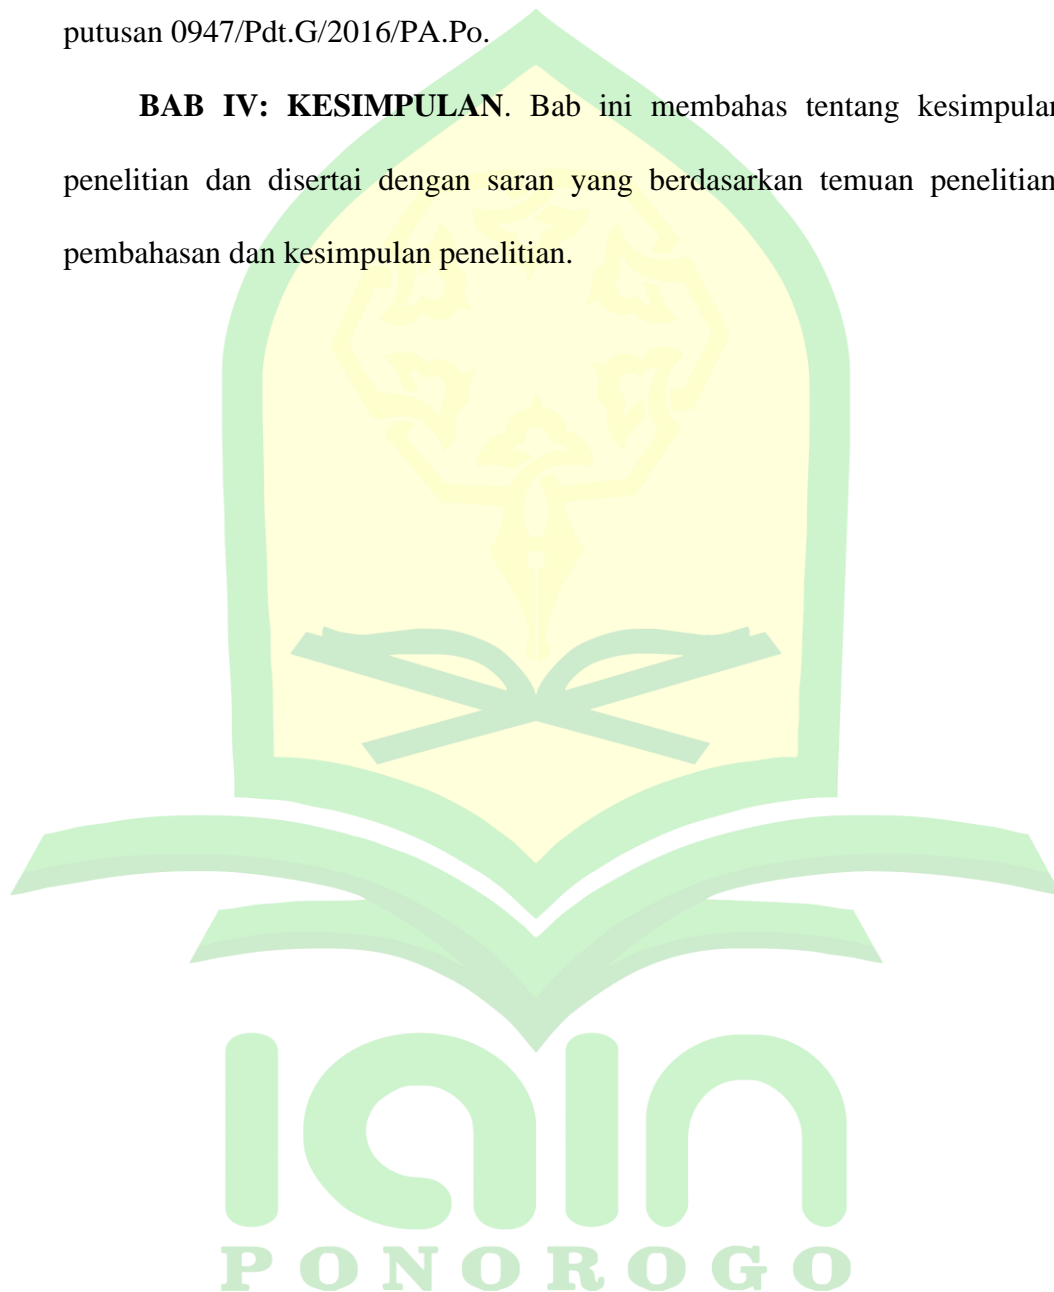 putusan 0947/Pdt.G/2016/PA.Po.
BAB IV: KESIMPULAN. Bab ini membahas tentang kesimpulan
penelitian dan disertai dengan saran yang berdasarkan temuan penelitian
pembahasan dan kesimpulan penelitian.
iain
PONOROGO